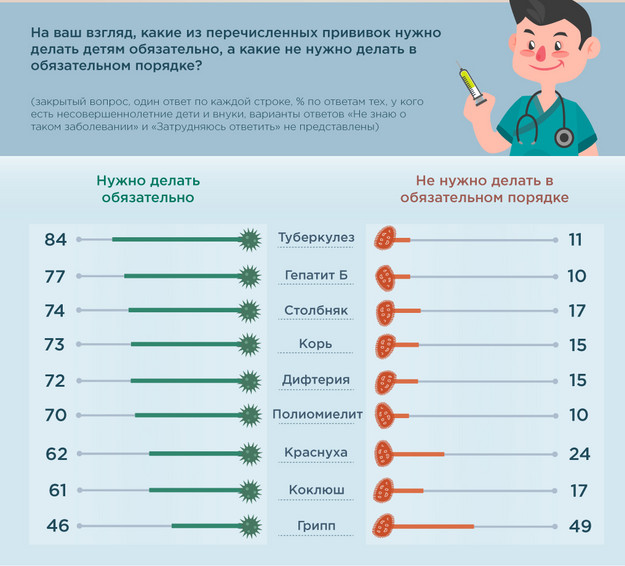 На ваш взгляд, какие из перечисленных прививок нужно
делать детям обязательно, а какие не нужно делать в
обязательном порядке?
(закрытый вопрос, один ответ по каждой строке, % по ответам тех, у кого
есть несовершеннолетние дети и внуки, варианты ответов «Не знаю о
таком заболевании» и «Затрудняюсь ответить» не представлены)
Нужно делать
обязательно
Не нужно делать в
обязательном порядке
84 Туберкулез 11
77 Гепатит Б 10
74 Столбняк 17
73 Корь 15
72 Дифтерия 15
70 Полиомиелит 10
62 Краснуха 24
61 Коклюш 17
46 Грипп 49